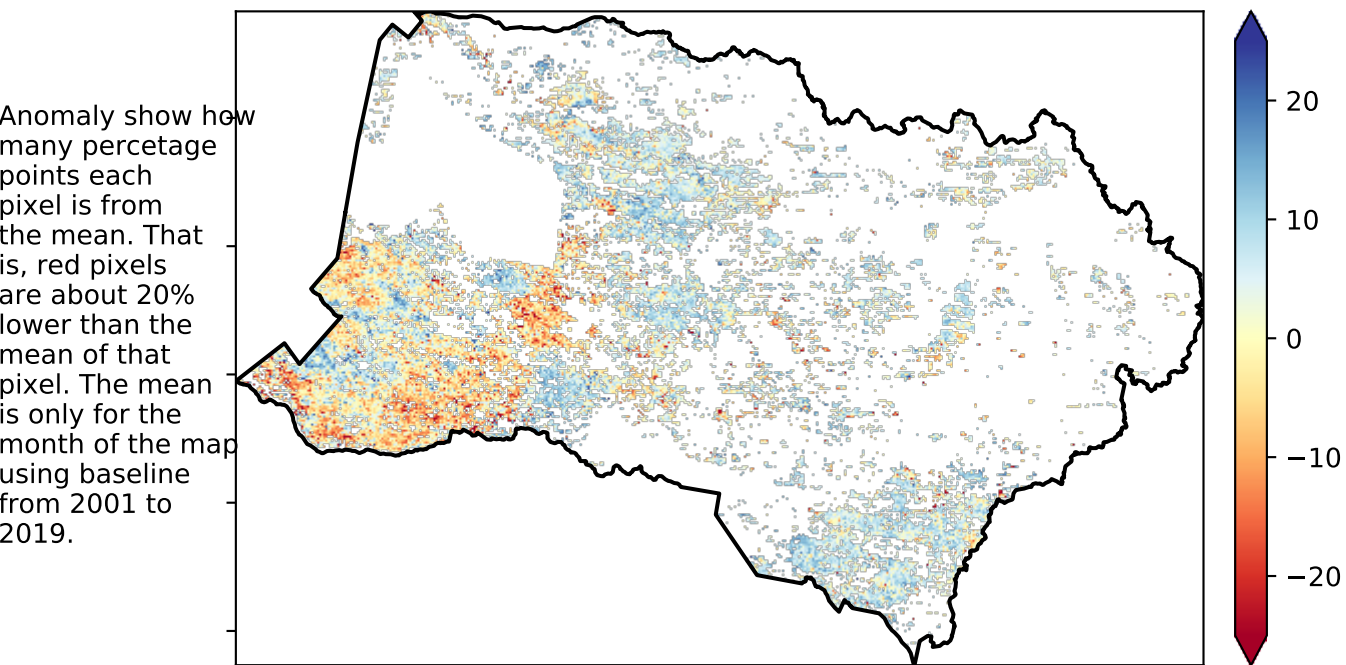 Anomaly show how
many percetage
points each
pixel is from
the mean. That
is, red pixels
are about 20%
lower than the
mean of that
pixel. The mean
is only for the
month of the map
using baseline
from 2001 to
2019.
20
10
0
−10
−20